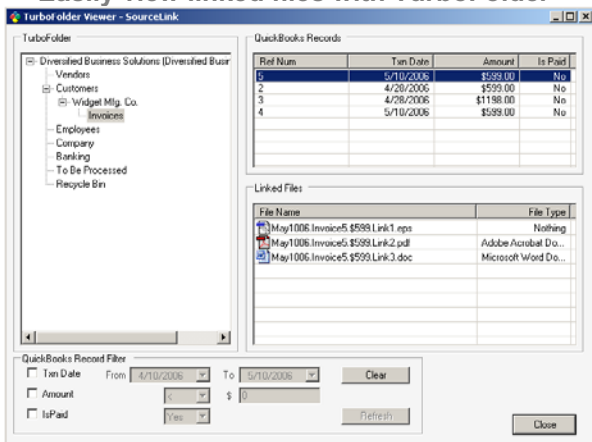 Easily view linked files with TurboFolder
TurboFolder Viewer - SourceLink
TurboFolder
Diversified Business Solutions (Diversified Busir
Vendors
Customers
Widget Mfg. Co.
Invoices
Employees
Company
Banking
To Be Processed
Recycle Bin
QuickBooks Records
Ref Num Txn Date Amount Is Paid
5 5/10/2006 $599.00 No
2 4/28/2006 $599.00 No
3 4/28/2006 $1198.00 No
4 5/10/2006 $599.00 No
Linked Files
File Name File Type
May1006.Invoice5.$599.Link1.eps Nothing
May1006.Invoice5.$599.Link2.pdf Adobe Acrobat Do...
May1006.Invoice5.$599.Link3.doc Microsoft Word Do...
QuickBooks Record Filter
Txn Date From 4/10/2006 To 5/10/2006 Clear
Amount < $ 0
IsPaid Yes Refresh
Close